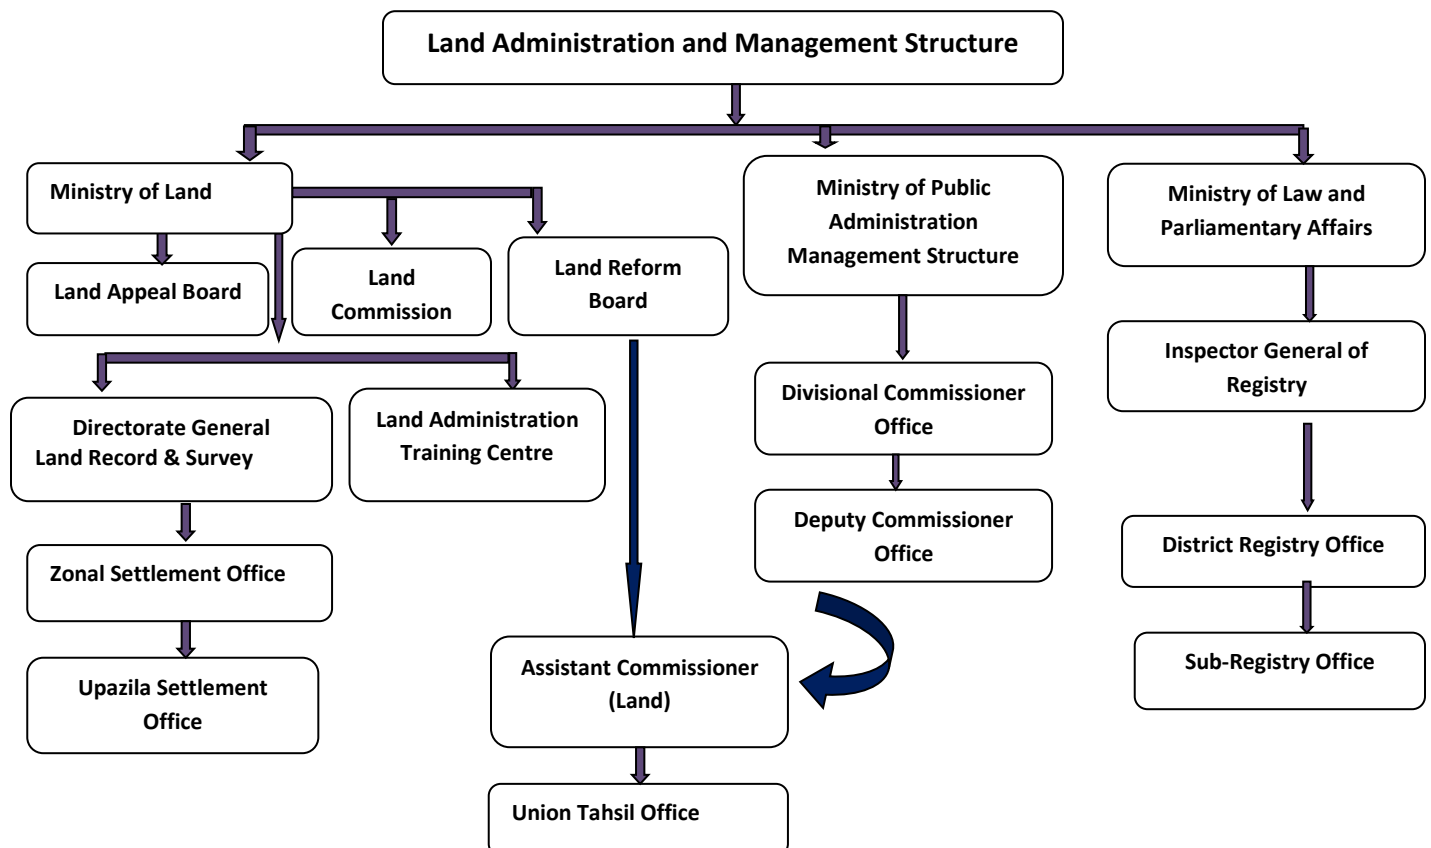 Land Administration and Management Structure
Ministry of Land
Ministry of Public
Administration
Management Structure
Ministry of Law and
Parliamentary Affairs
Land Appeal Board
Land
Commission
Land Reform
Board
Inspector General of
Registry
Directorate General
Land Record & Survey
Land Administration
Training Centre
Divisional Commissioner
Office
Deputy Commissioner
Office
District Registry Office
Zonal Settlement Office
Assistant Commissioner
(Land)
Sub-Registry Office
Upazila Settlement
Office
Union Tahsil Office